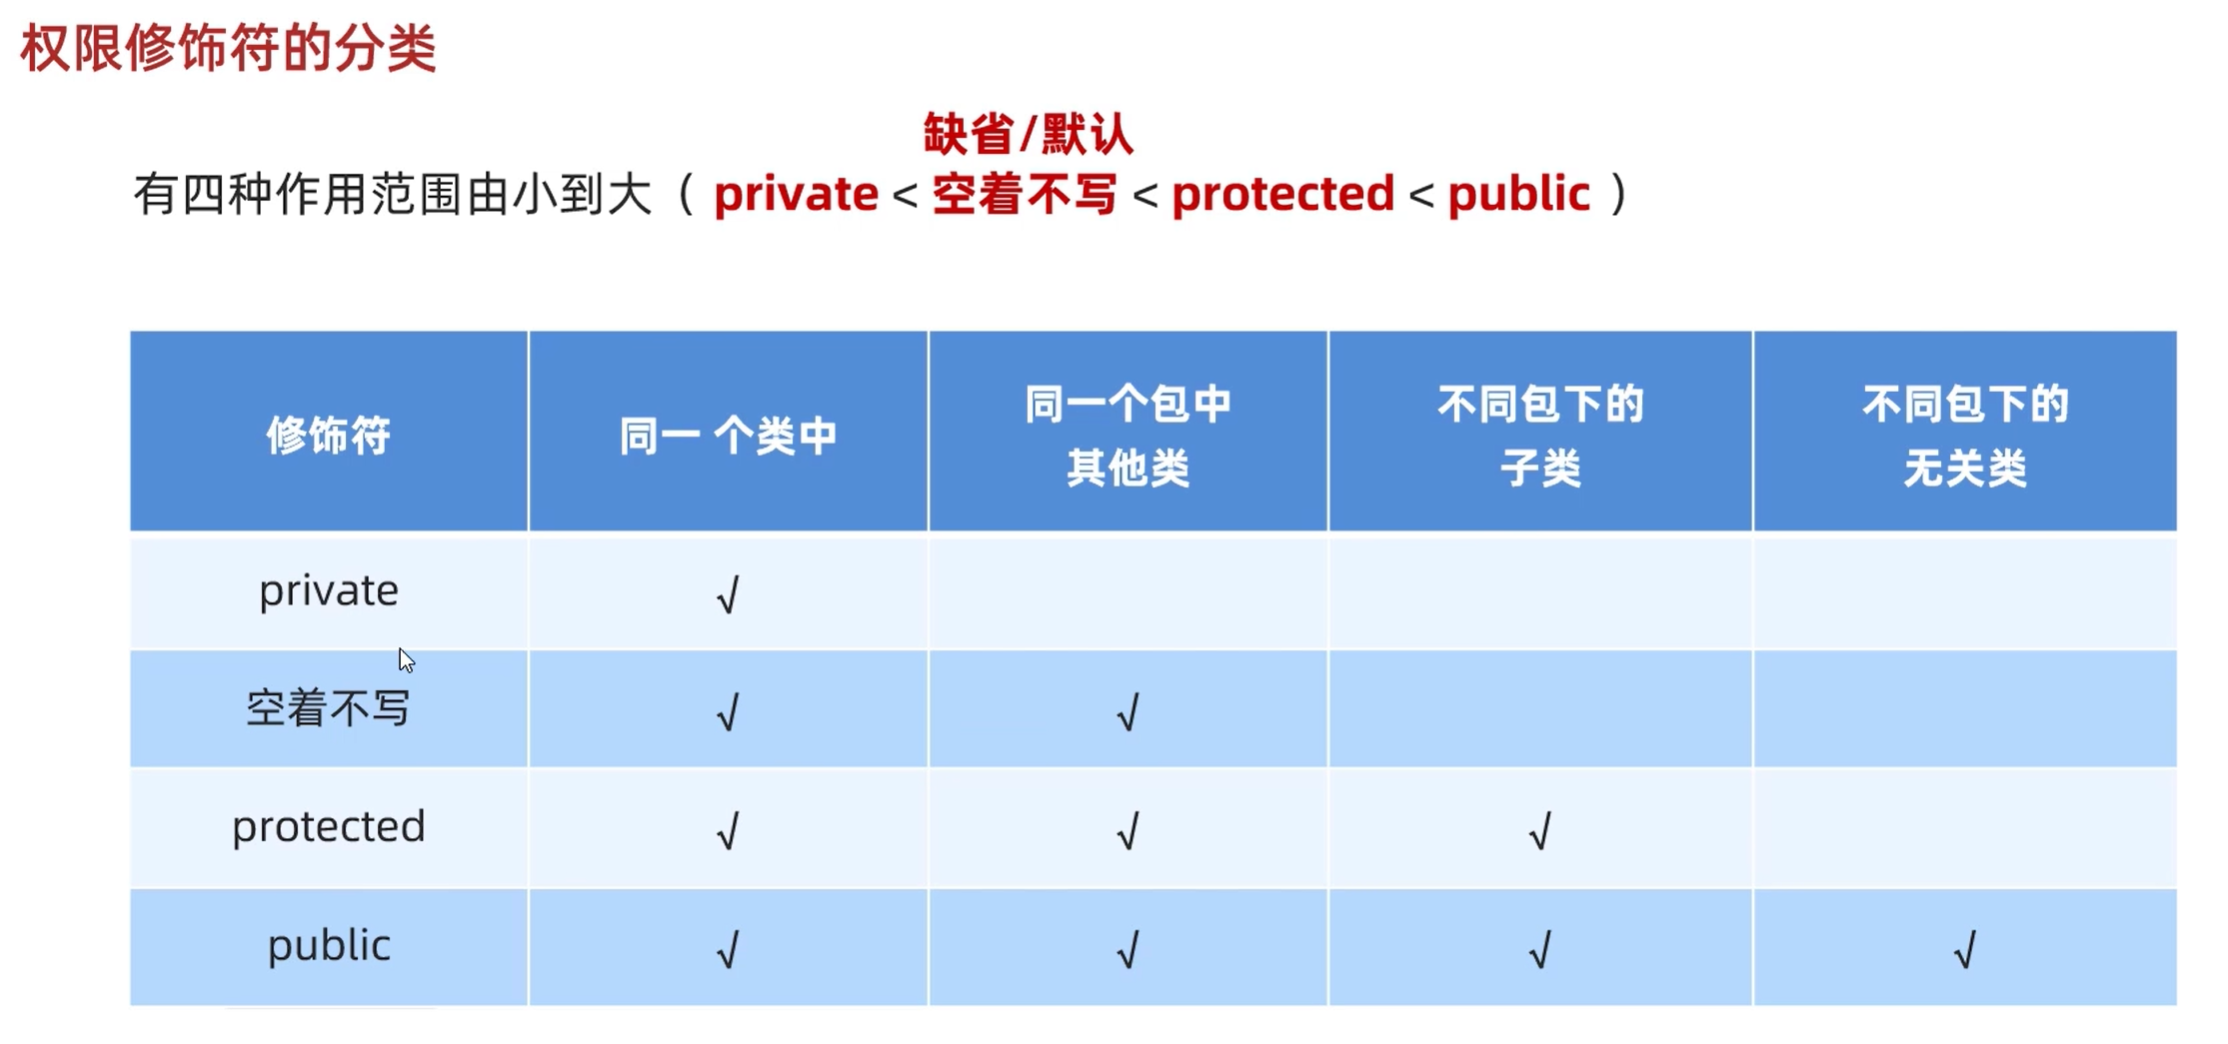 权限修饰符的分类
缺省/默认
有四种作用范围由小到大（ private < 空着不写 < protected < public ）
修饰符 同一 个类中 同一个包中 不同包下的 不同包下的
其他类 子类 无关类
private √
空着不写 √ √
protected √ √ √
public √ √ √ √